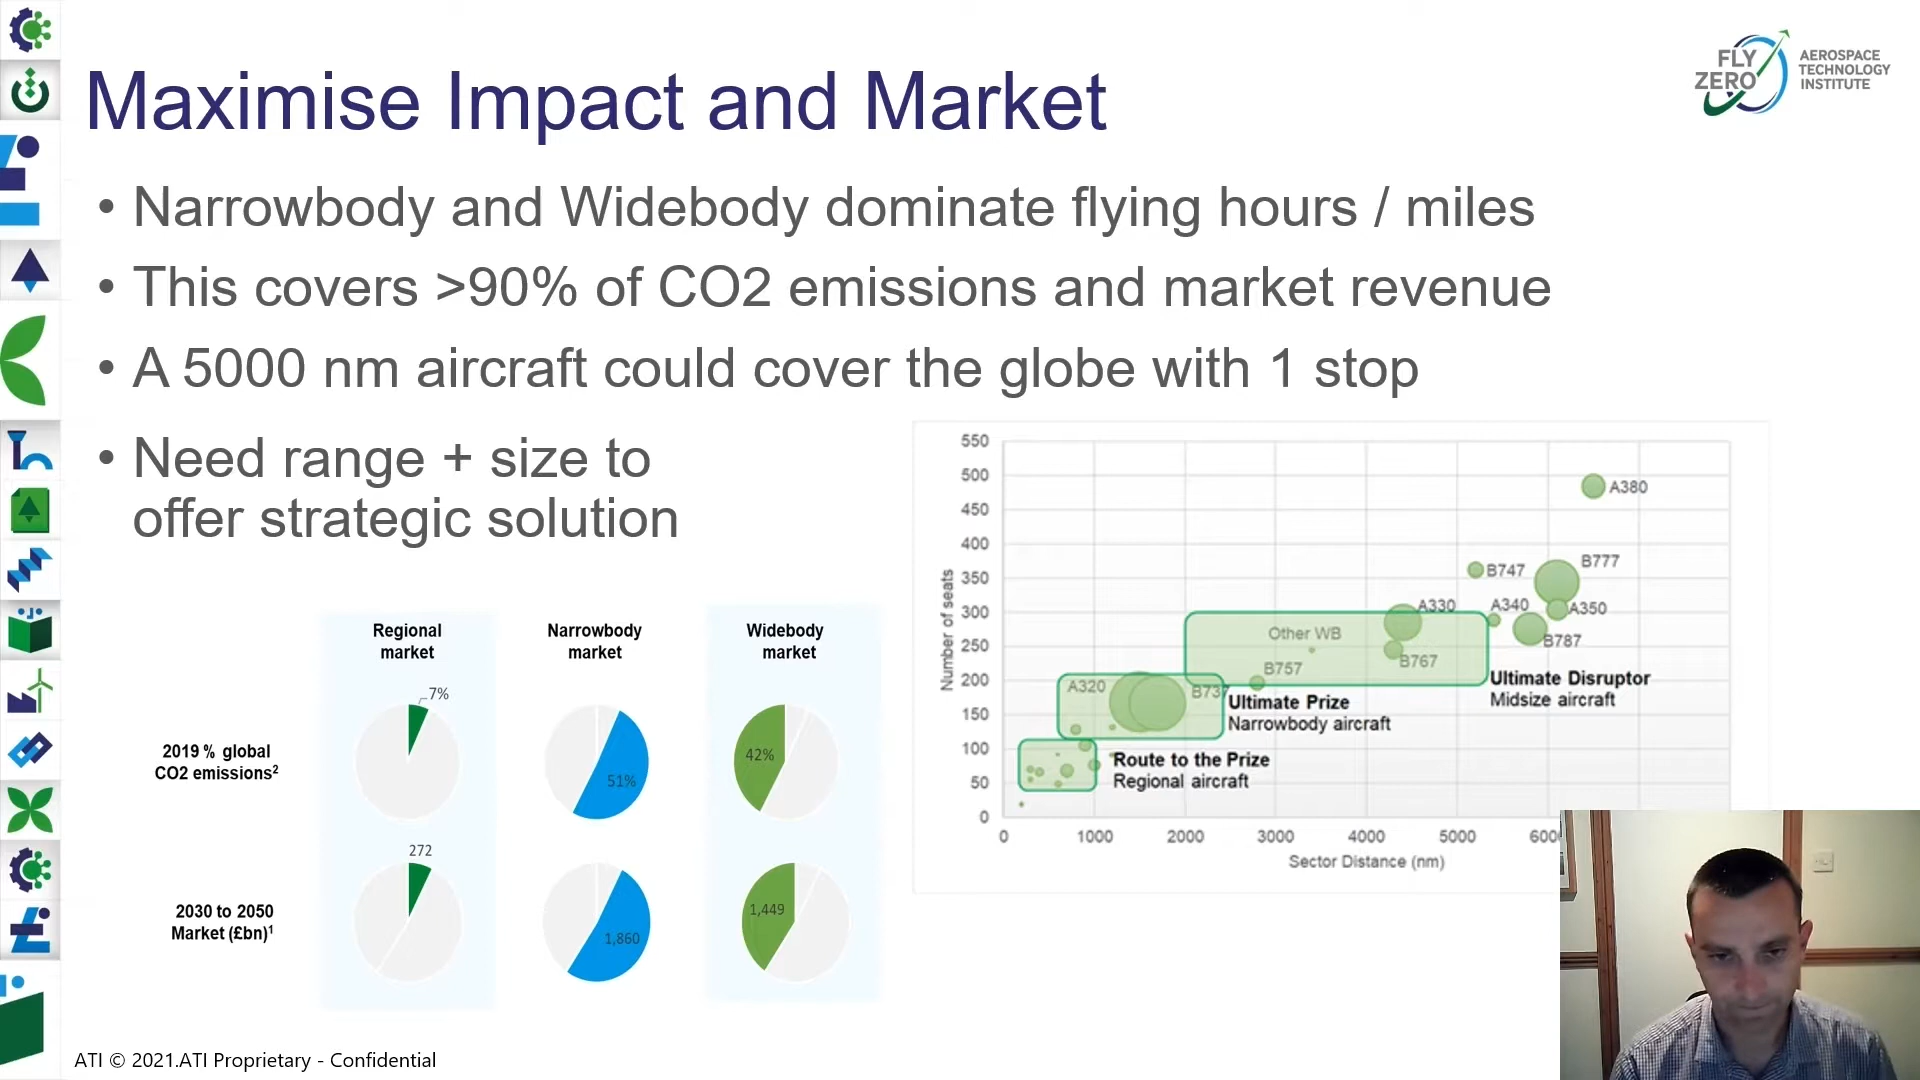 FLY
ZERO
AEROSPACE
TECHNOLOGY
INSTITUTE
Maximise Impact and Market
• Narrowbody and Widebody dominate flying hours / miles
• This covers >90% of CO2 emissions and market revenue
• A 5000 nm aircraft could cover the globe with 1 stop
• Need range + size to
offer strategic solution
Regional
market
Narrowbody
market
Widebody
market
2019 % global
CO2 emissions²
7%
51%
42%
2030 to 2050
Market (£bn)¹
272
1,860
1,449
Number of seats
550
500
450
400
350
300
250
200
150
100
50
0
0 1000 2000 3000 4000 5000
Sector Distance (nm)
A380
B777
B747
A350
A340
A330
B787
Other WB
B767
B757
A320
B737
Ultimate Disruptor
Midsize aircraft
Ultimate Prize
Narrowbody aircraft
Route to the Prize
Regional aircraft
ATI © 2021.ATI Proprietary - Confidential